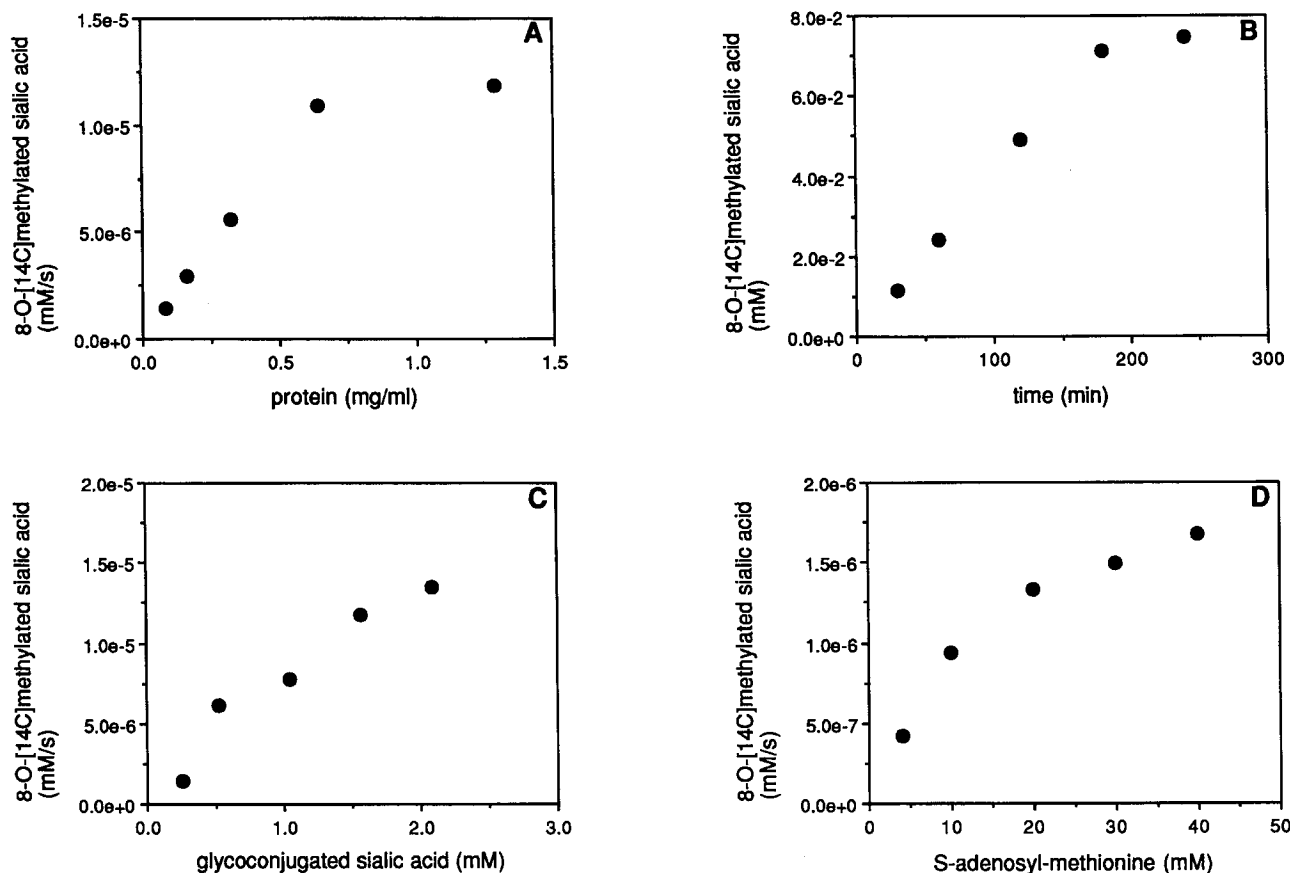 A
8-O-[14C]methylated sialic acid
(mM/s)
1.5e-5
1.0e-5
5.0e-6
0.0e+0
0.0 0.5 1.0 1.5
protein (mg/ml)
B
8-O-[14C]methylated sialic acid
(mM)
8.0e-2
6.0e-2
4.0e-2
2.0e-2
0.0e+0
0 100 200 300
time (min)
C
8-O-[14C]methylated sialic acid
(mM/s)
2.0e-5
1.5e-5
1.0e-5
5.0e-6
0.0e+0
0.0 1.0 2.0 3.0
glycoconjugated sialic acid (mM)
D
8-O-[14C]methylated sialic acid
(mM/s)
2.0e-6
1.5e-6
1.0e-6
5.0e-7
0.0e+0
0 10 20 30 40 50
S-adenosyl-methionine (mM)